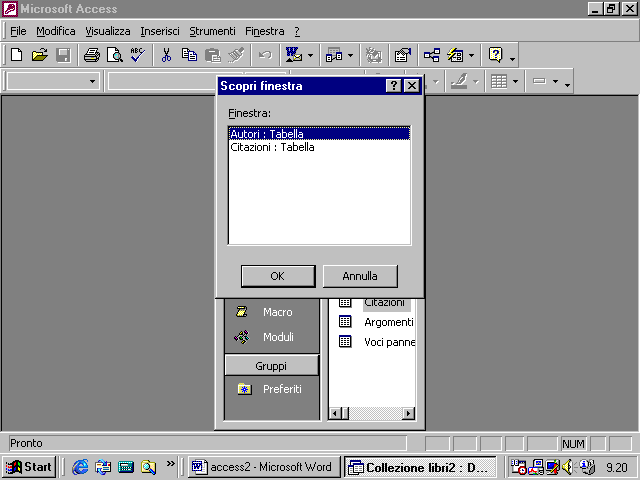 Microsoft Access
File Modifica Visualizza Inserisci Strumenti Finestra ?
Scopri finestra
Finestra:
Autori : Tabella
Citazioni : Tabella
OK Annulla
Citazioni
Macro
Argomenti
Moduli
Voci panne
Gruppi
Preferiti
Pronto NUM
Start » access2 - Microsoft Word Collezione libri2 : D... 9.20